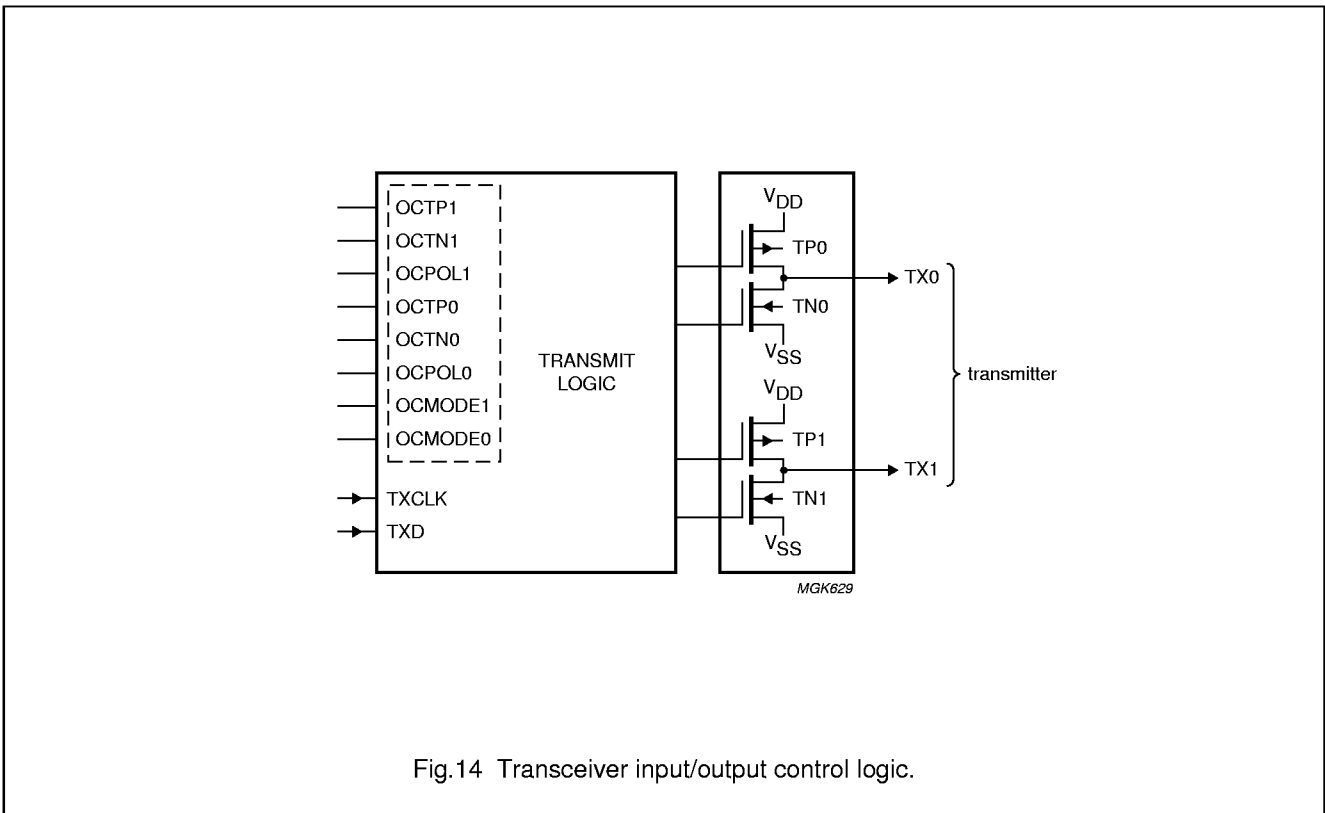 OCTP1
OCTN1
OCPOL1
OCTP0
OCTN0
OCPOL0
OCMODE1
OCMODE0
TXCLK
TXD
TRANSMIT
LOGIC
VDD
TP0
TN0
VSS
VDD
TP1
TN1
VSS
TX0
transmitter
TX1
MGK629
Fig.14 Transceiver input/output control logic.